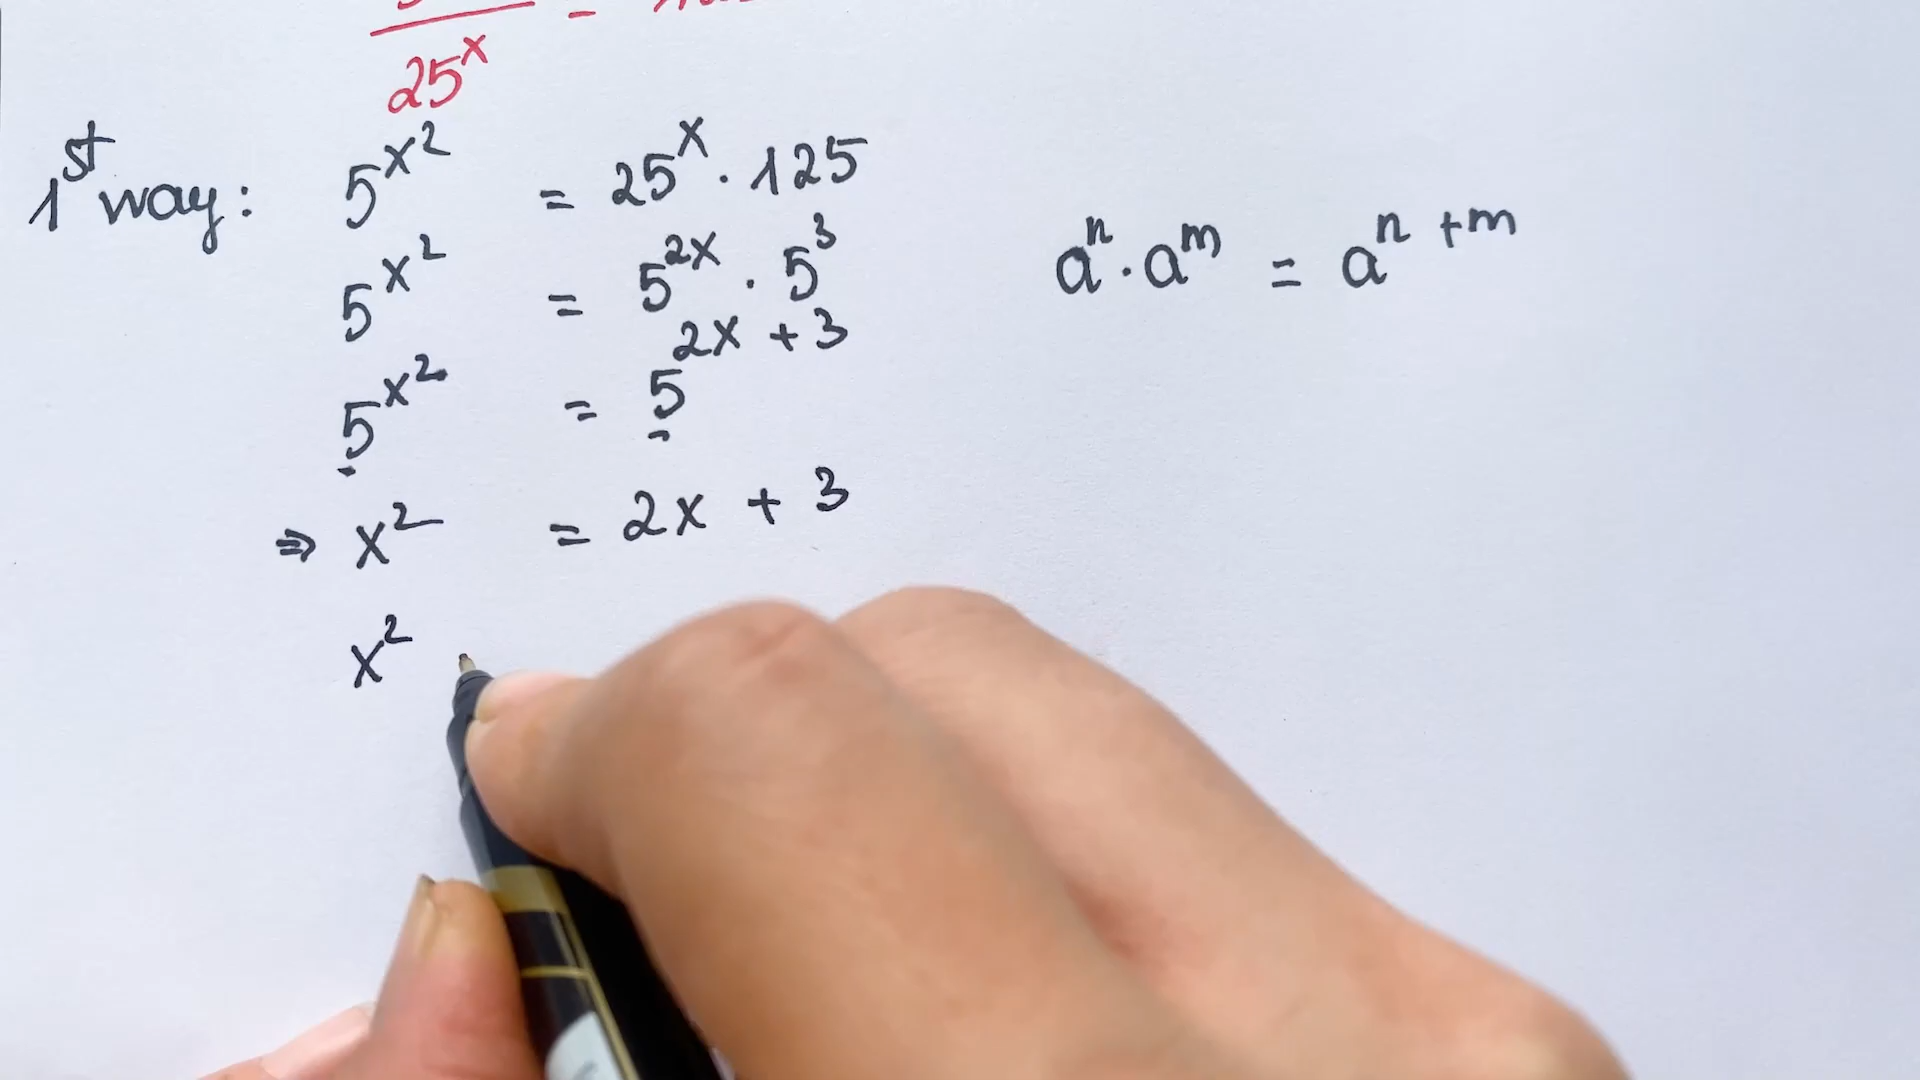 25^x
1st way: 5^x^2 = 25^x · 125
5^x^2 = 5^2x · 5^3
a^n · a^m = a^n+m
5^x^2 = 5^2x + 3
⇒ x^2 = 2x + 3
x^2